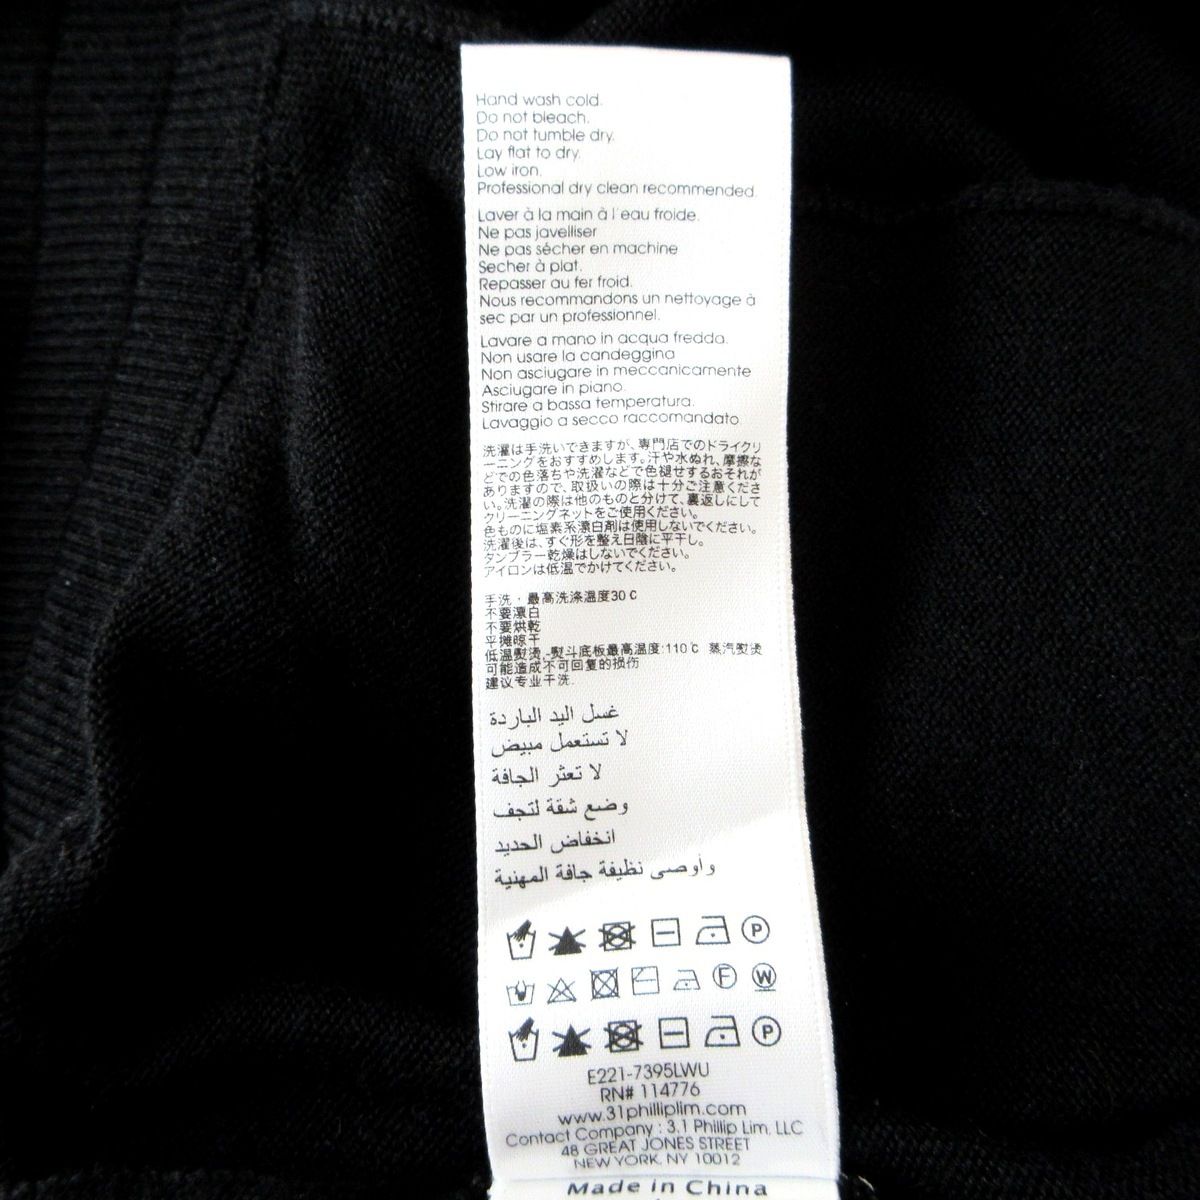 Hand wash cold.
Do not bleach.
Do not tumble dry.
Lay flat to dry.
Low iron.
Professional dry clean recommended.
Laver à la main à l'eau froide.
Ne pas javelliser
Ne pas sécher en machine
Secher à plat.
Repasser au fer froid.
Nous recommandons un nettoyage à
sec par un professionnel.
Lavare a mano in acqua fredda.
Non usare la candeggina
Non asciugare in meccanicamente
Asciugare in piano.
Stirare a bassa temperatura.
Lavaggio a secco raccomandato
洗濯は手洗いできますが、専門店でのドライクリ
ーニングをおすすめします。汗や水ぬれ、摩擦な
どでの色落ちや洗濯などで色褪せするおそれが
ありますので、取扱いの際は十分ご注意くださ
い。洗濯の際は他のものと分けて、裏返しにして
クリーニングネットをご使用ください。
色ものに塩素系漂白剤は使用しないでください。
洗濯後は、すぐ形を整え日陰に平干し。
タンブラー乾燥はしないでください。
アイロンは低温でかけてください。
手洗・最高洗涤温度30 C
不要漂白
不要烘乾
平摊晾干
低温熨烫,-熨斗底板最高温度:110℃ 蒸汽熨烫
可能造成不可回复的损伤
建议专业干洗.
غسل اليد الباردة
لا تستعمل مبيض
لا تعثر الجافة
وضع شقة لتجف
انخفاض الحديد
وأوصى نظيفة جافة المهنية
P
F W
P
E221-7395LWU
RN# 114776
www.31philliplim.com
Contact Company : 3.1 Phillip Lim, LLC
48 GREAT JONES STREET
NEW YORK, NY 10012
Made in China